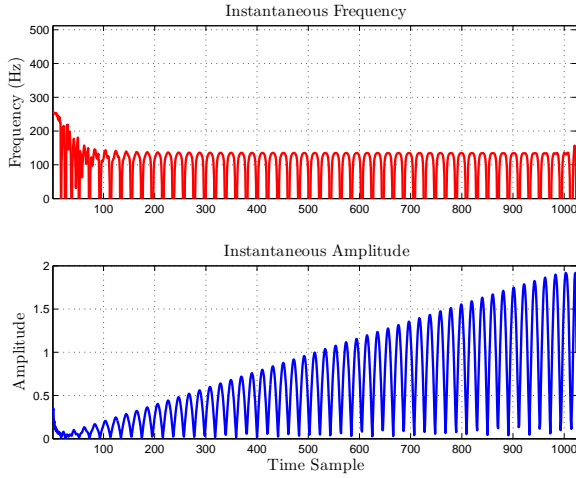 Instantaneous Frequency
500
400
300
200
100
0
Frequency (Hz)
100 200 300 400 500 600 700 800 900 1000
Instantaneous Amplitude
2
1.5
1
0.5
0
Amplitude
100 200 300 400 500 600 700 800 900 1000
Time Sample